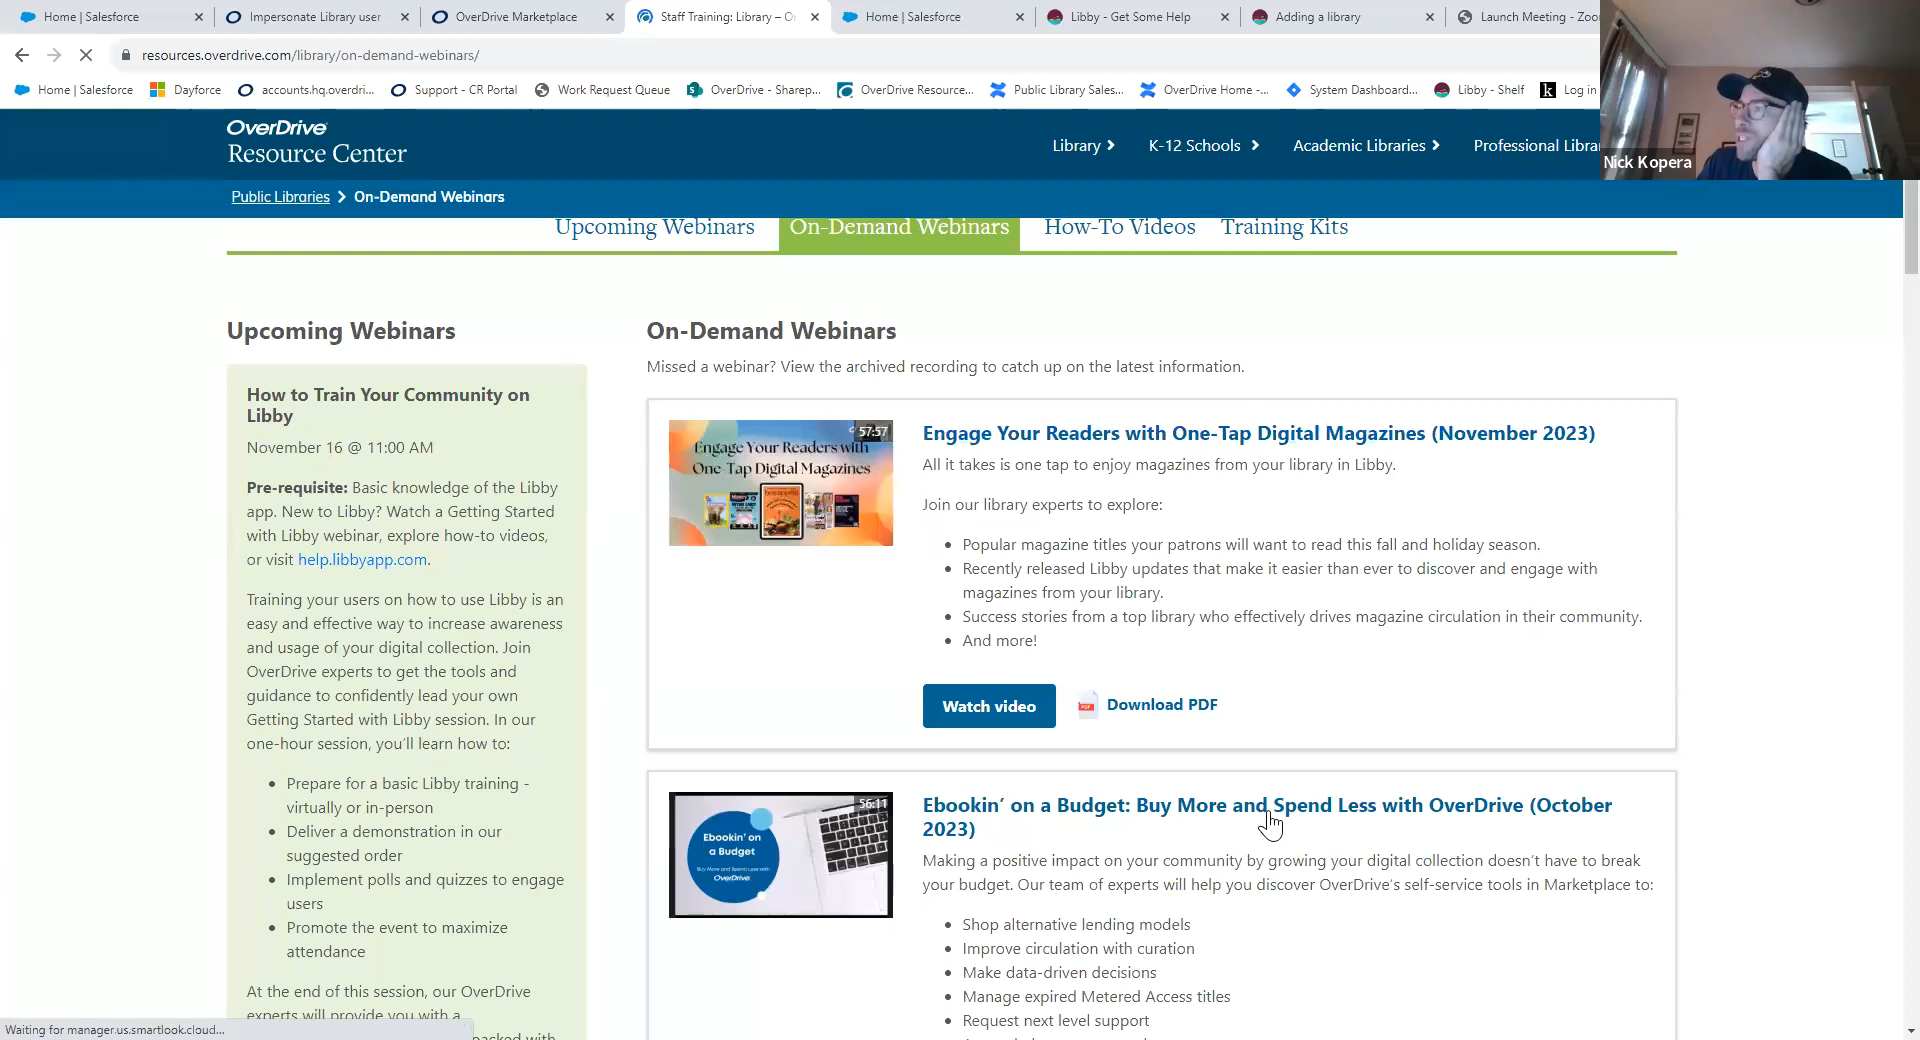 Home | Salesforce
Impersonate Library user
OverDrive Marketplace
Staff Training: Library – O
Home | Salesforce
Libby - Get Some Help
Adding a library
Launch Meeting - Zoo
resources.overdrive.com/library/on-demand-webinars/
Home | Salesforce
Dayforce
accounts.hq.overdri...
Support - CR Portal
Work Request Queue
OverDrive - Sharep...
OverDrive Resource...
Public Library Sales...
OverDrive Home -...
System Dashboard...
Libby - Shelf
Log in
Nick Kopera
OverDrive
Resource Center
Library
K-12 Schools
Academic Libraries
Professional Libra
Public Libraries > On-Demand Webinars
Upcoming Webinars
On-Demand Webinars
How-To Videos
Training Kits
Upcoming Webinars
How to Train Your Community on
Libby
November 16 @ 11:00 AM
Pre-requisite: Basic knowledge of the Libby
app. New to Libby? Watch a Getting Started
with Libby webinar, explore how-to videos,
or visit help.libbyapp.com.
Training your users on how to use Libby is an
easy and effective way to increase awareness
and usage of your digital collection. Join
OverDrive experts to get the tools and
guidance to confidently lead your own
Getting Started with Libby session. In our
one-hour session, you'll learn how to:
Prepare for a basic Libby training -
virtually or in-person
Deliver a demonstration in our
suggested order
Implement polls and quizzes to engage
users
Promote the event to maximize
attendance
At the end of this session, our OverDrive
experts will provide you with a
packed with
Waiting for manager.us.smartlook.cloud...
On-Demand Webinars
Missed a webinar? View the archived recording to catch up on the latest information.
57:57
Engage Your Readers with
One-Tap Digital Magazines
Engage Your Readers with One-Tap Digital Magazines (November 2023)
All it takes is one tap to enjoy magazines from your library in Libby.
Join our library experts to explore:
Popular magazine titles your patrons will want to read this fall and holiday season.
Recently released Libby updates that make it easier than ever to discover and engage with
magazines from your library.
Success stories from a top library who effectively drives magazine circulation in their community.
And more!
Watch video
PDF
Download PDF
56:11
Ebookin' on
a Budget
Buy More and Spend Less with
OverDrive
Ebookin' on a Budget: Buy More and Spend Less with OverDrive (October
2023)
Making a positive impact on your community by growing your digital collection doesn't have to break
your budget. Our team of experts will help you discover OverDrive's self-service tools in Marketplace to:
Shop alternative lending models
Improve circulation with curation
Make data-driven decisions
Manage expired Metered Access titles
Request next level support